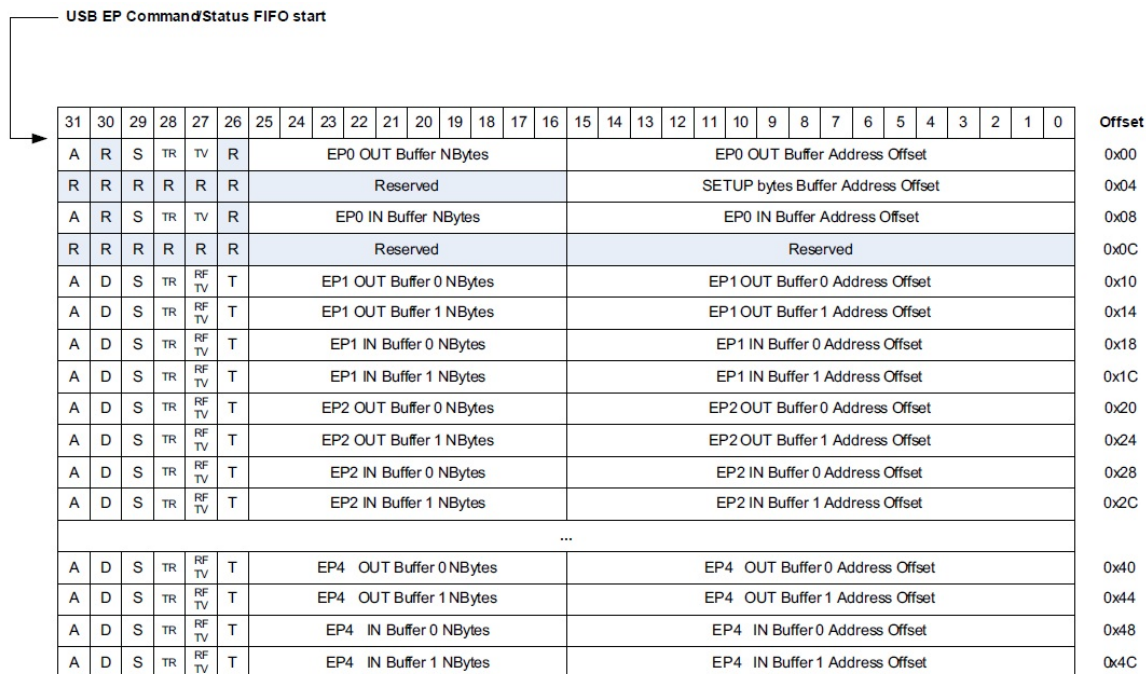 USB EP Command/Status FIFO start
31 30 29 28 27 26 25 24 23 22 21 20 19 18 17 16 15 14 13 12 11 10 9 8 7 6 5 4 3 2 1 0 Offset
A R S TR TV R EP0 OUT Buffer NBytes EP0 OUT Buffer Address Offset 0x00
R R R R R R Reserved SETUP bytes Buffer Address Offset 0x04
A R S TR TV R EP0 IN Buffer NBytes EP0 IN Buffer Address Offset 0x08
R R R R R R Reserved Reserved 0x0C
A D S TR RF TV T EP1 OUT Buffer 0 NBytes EP1 OUT Buffer 0 Address Offset 0x10
A D S TR RF TV T EP1 OUT Buffer 1 NBytes EP1 OUT Buffer 1 Address Offset 0x14
A D S TR RF TV T EP1 IN Buffer 0 NBytes EP1 IN Buffer 0 Address Offset 0x18
A D S TR RF TV T EP1 IN Buffer 1 NBytes EP1 IN Buffer 1 Address Offset 0x1C
A D S TR RF TV T EP2 OUT Buffer 0 NBytes EP2 OUT Buffer 0 Address Offset 0x20
A D S TR RF TV T EP2 OUT Buffer 1 NBytes EP2 OUT Buffer 1 Address Offset 0x24
A D S TR RF TV T EP2 IN Buffer 0 NBytes EP2 IN Buffer 0 Address Offset 0x28
A D S TR RF TV T EP2 IN Buffer 1 NBytes EP2 IN Buffer 1 Address Offset 0x2C
...
A D S TR RF TV T EP4 OUT Buffer 0 NBytes EP4 OUT Buffer 0 Address Offset 0x40
A D S TR RF TV T EP4 OUT Buffer 1 NBytes EP4 OUT Buffer 1 Address Offset 0x44
A D S TR RF TV T EP4 IN Buffer 0 NBytes EP4 IN Buffer 0 Address Offset 0x48
A D S TR RF TV T EP4 IN Buffer 1 NBytes EP4 IN Buffer 1 Address Offset 0x4C